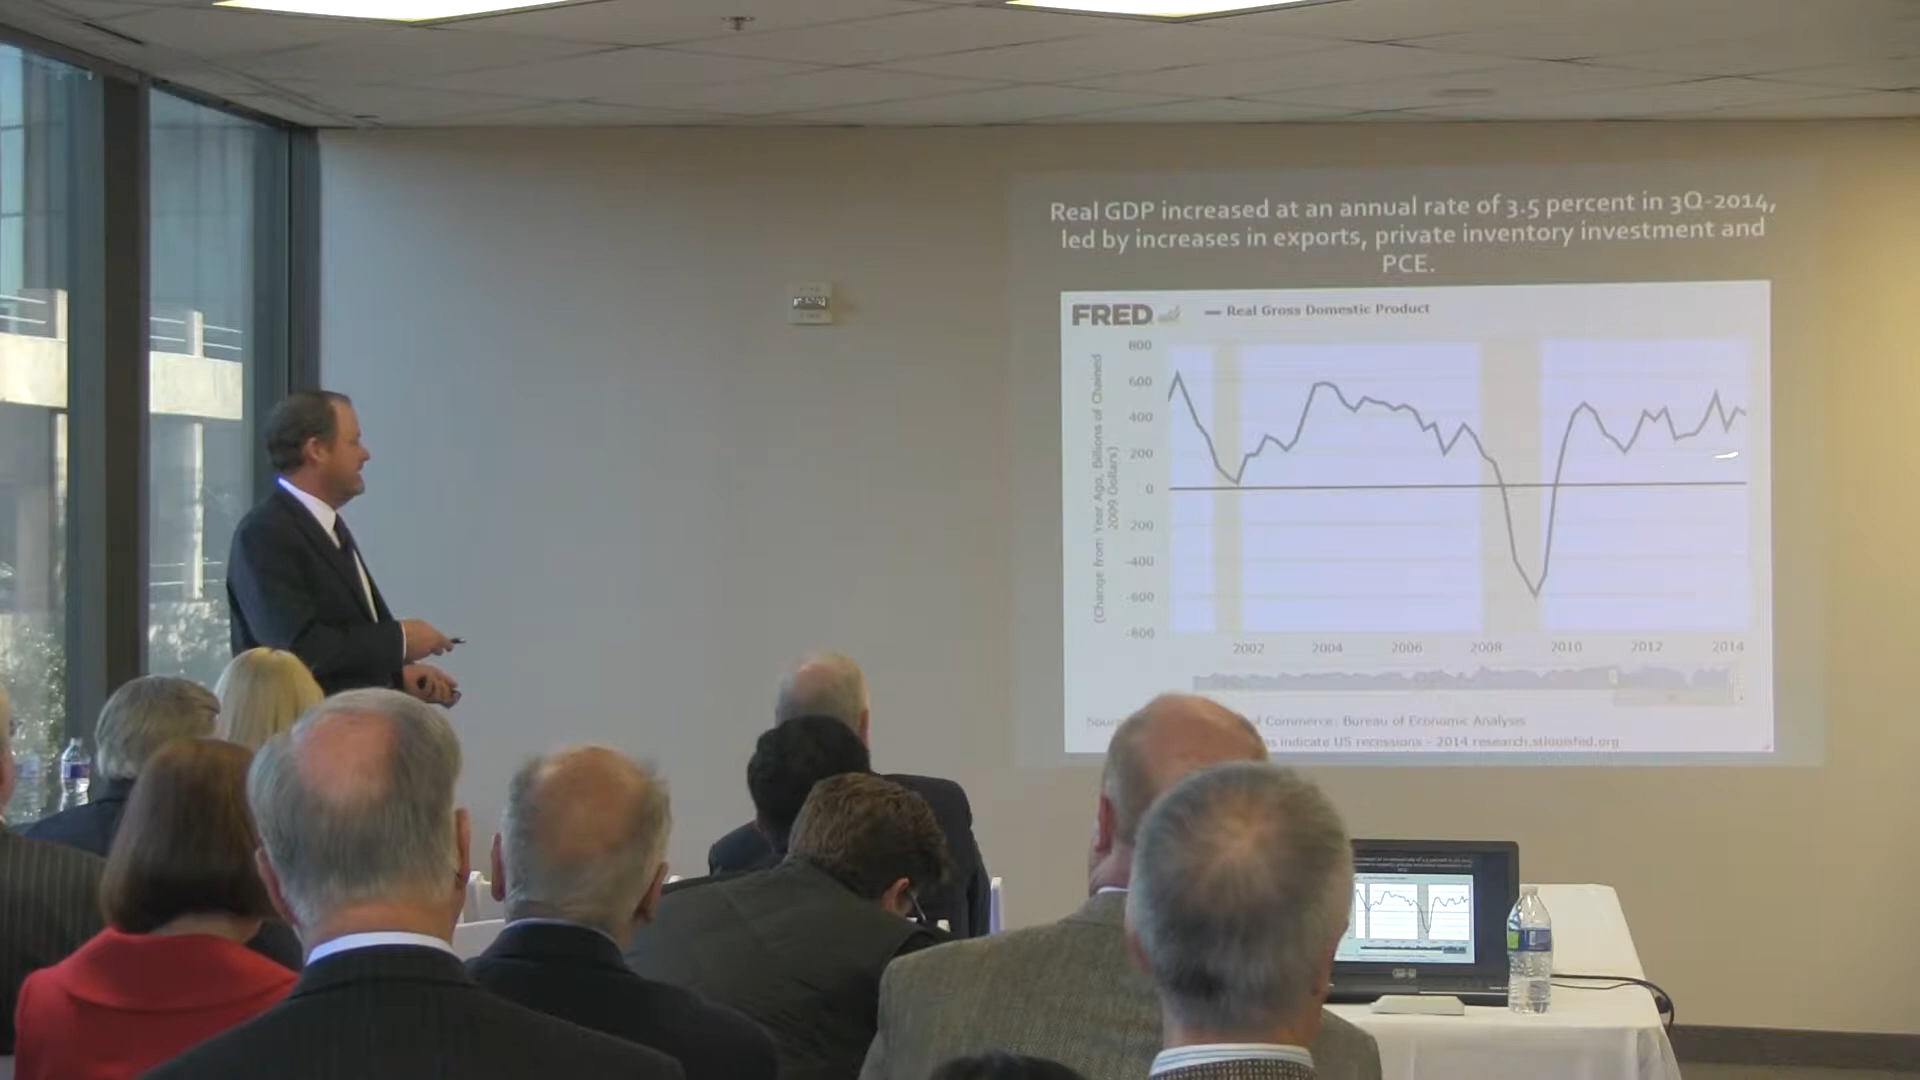 Real GDP increased at an annual rate of 3.5 percent in 3Q-2014,
led by increases in exports, private inventory investment and
PCE.
FRED
Real Gross Domestic Product
800
600
400
200
0
200
-400
-600
-800
(Change from Year Ago, Billions of Chained
2009 Dollars)
2002 2004 2006 2008 2010 2012 2014
of Commerce: Bureau of Economic Analysis
indicate US recessions - 2014 research.stlouisfed.org